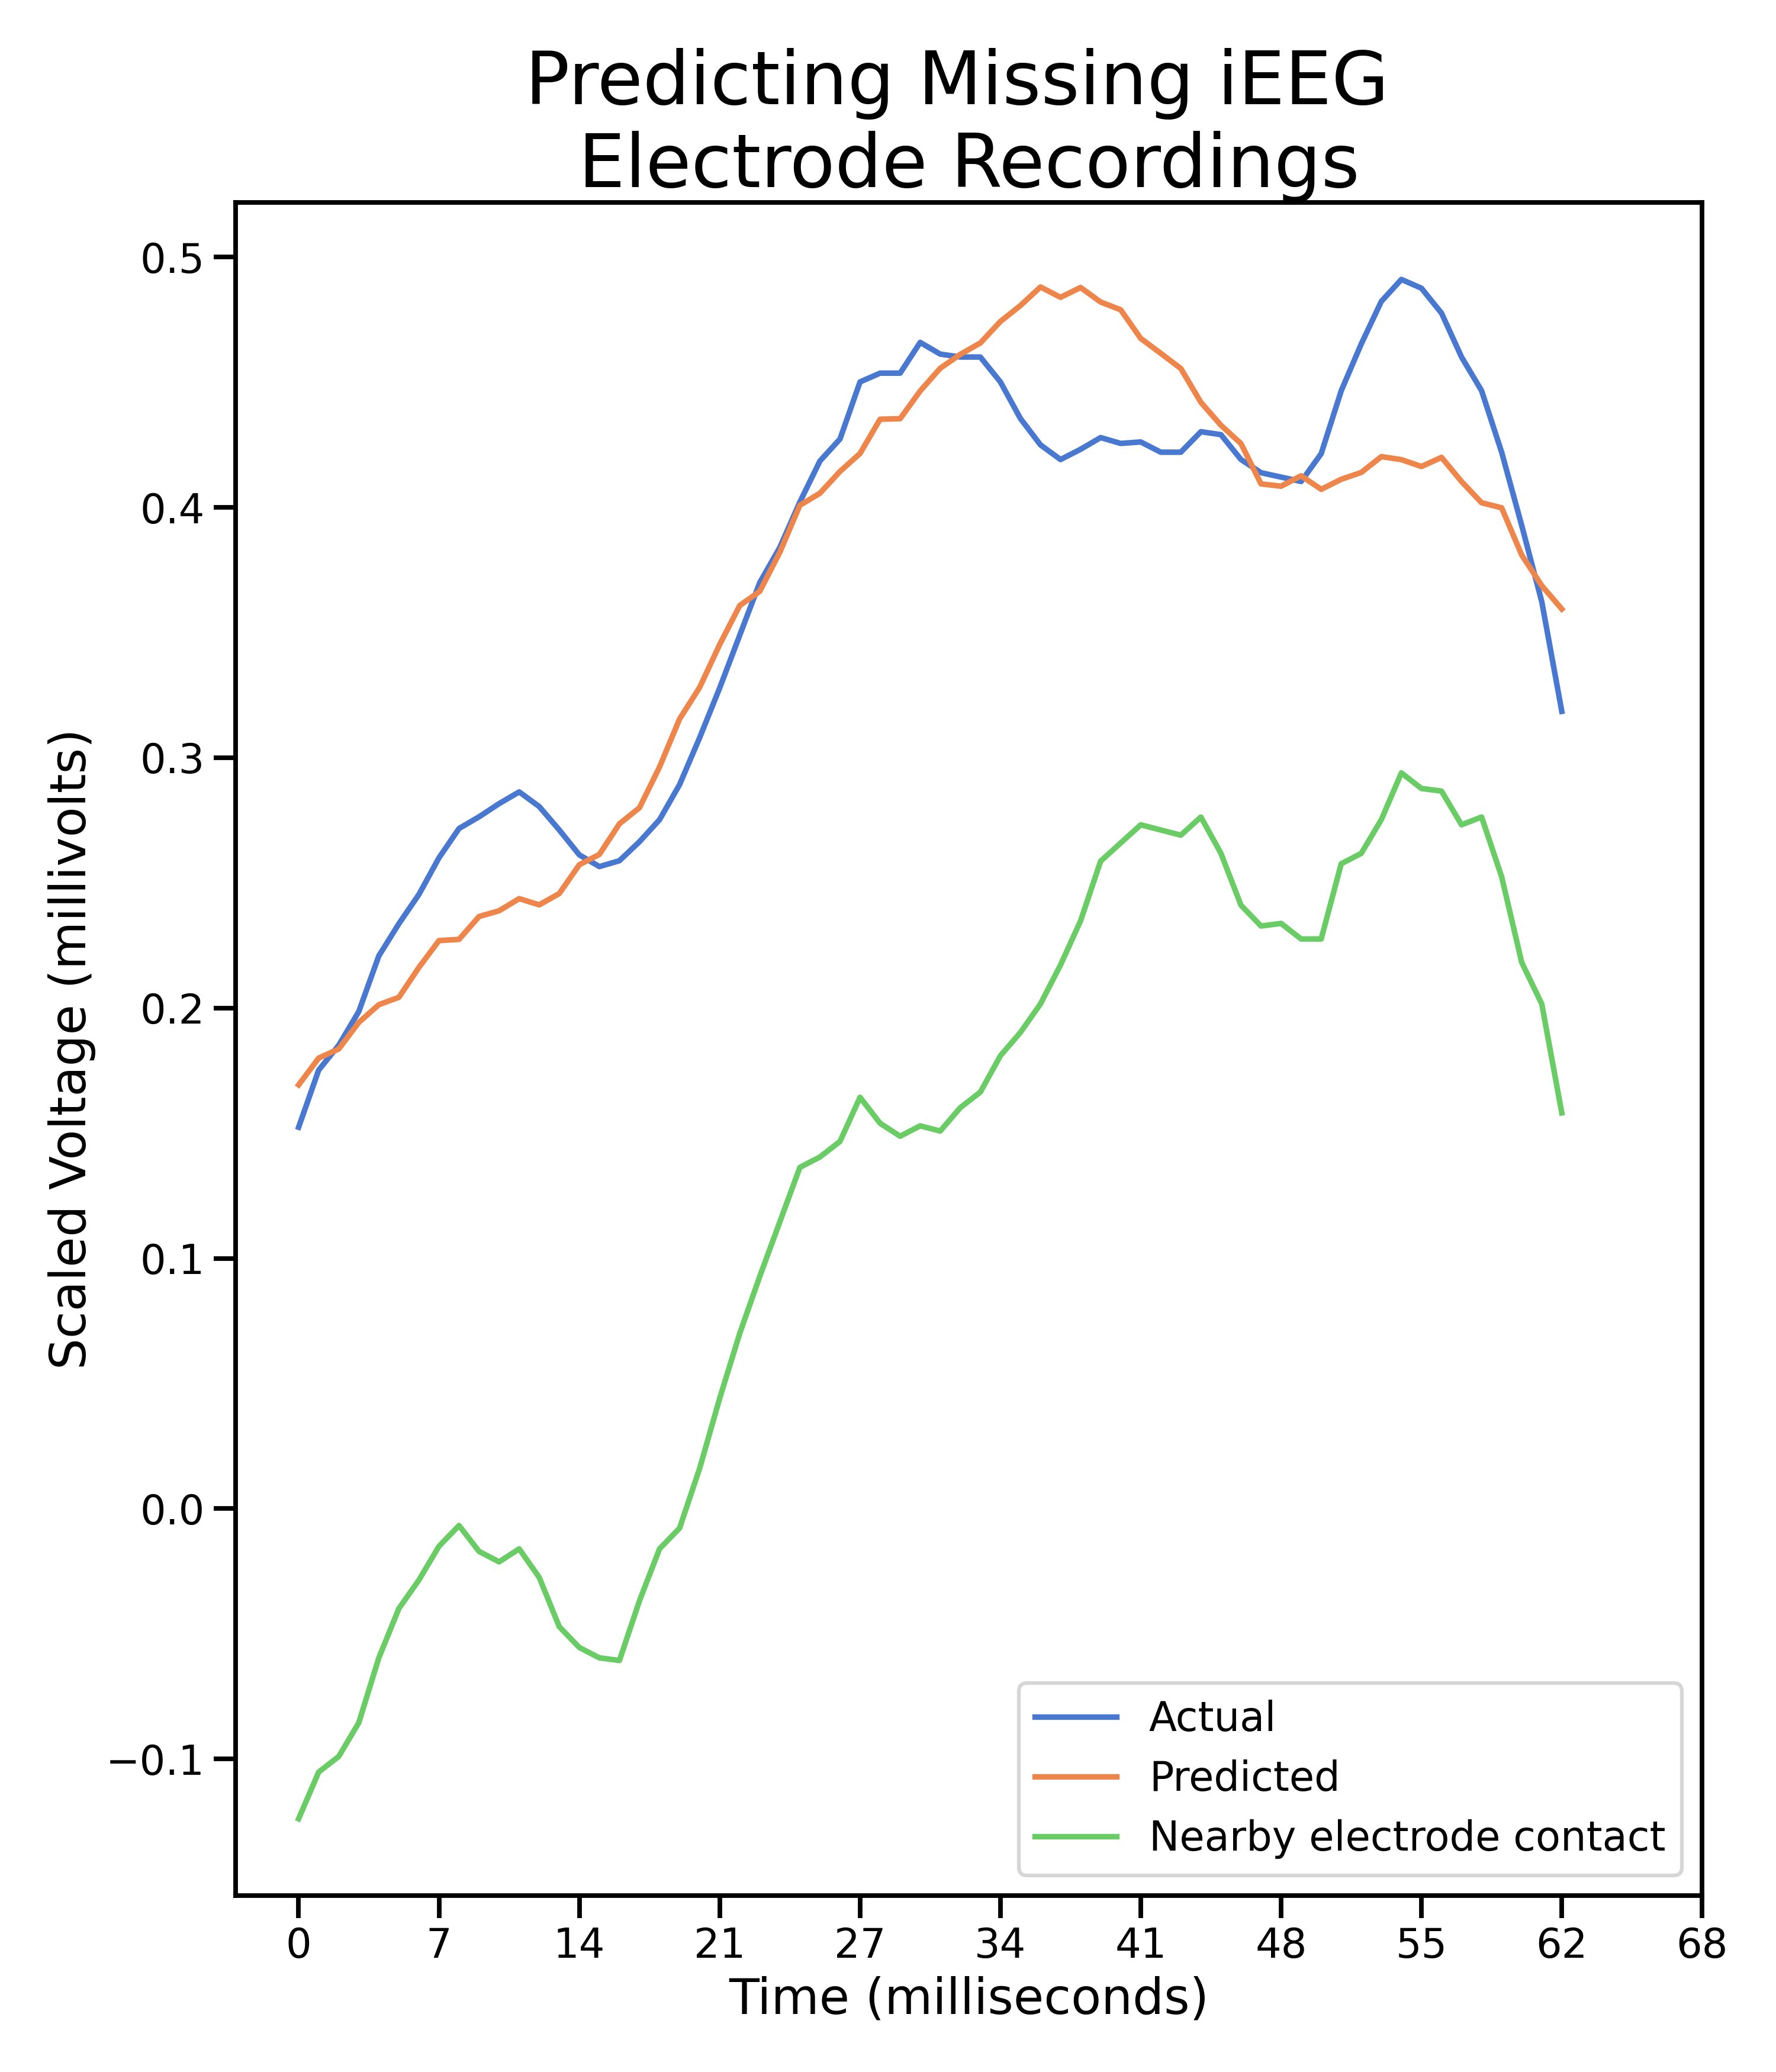 Predicting Missing iEEG
Electrode Recordings
Scaled Voltage (millivolts)
0.5
0.4
0.3
0.2
0.1
0.0
−0.1
Actual
Predicted
Nearby electrode contact
0 7 14 21 27 34 41 48 55 62 68
Time (milliseconds)